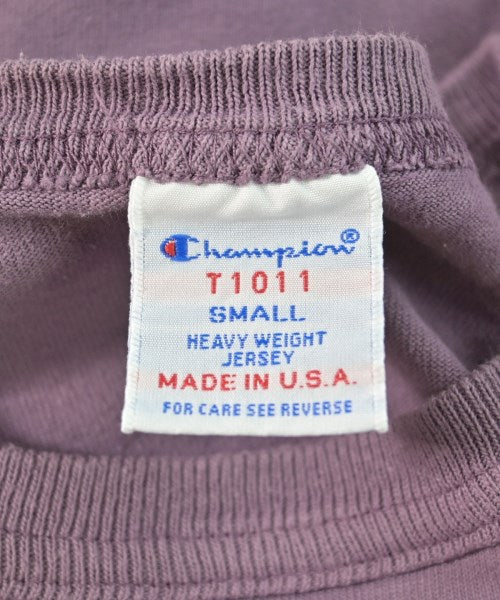 Champion®
T1011
SMALL
HEAVY WEIGHT
JERSEY
MADE IN U.S.A.
FOR CARE SEE REVERSE